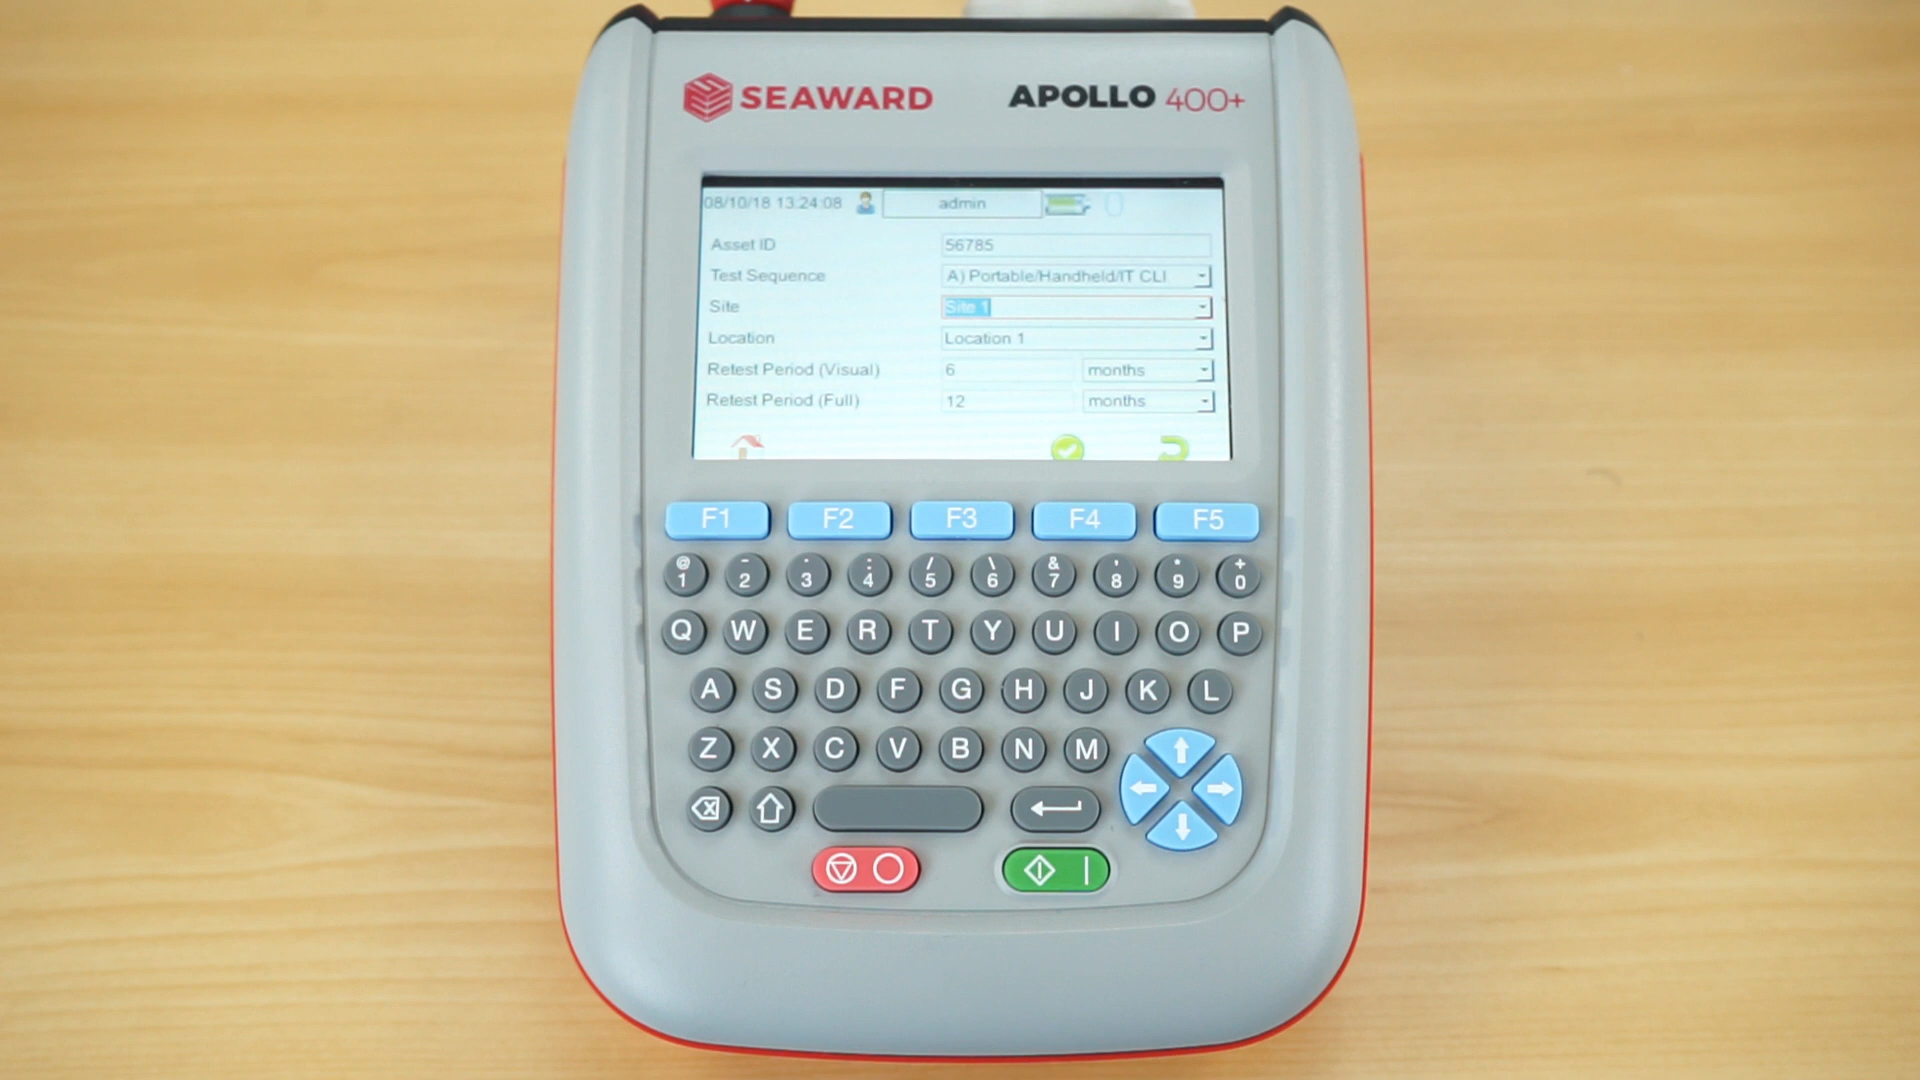 SEAWARD APOLLO 400+
08/10/18 13:24:08 admin
Asset ID 56785
Test Sequence A) Portable/Handheld/IT CLI
Site Site 1
Location Location 1
Retest Period (Visual) 6 months
Retest Period (Full) 12 months
F1 F2 F3 F4 F5
@ - . : / \ & ' * +
1 2 3 4 5 6 7 8 9 0
Q W E R T Y U I O P
A S D F G H J K L
Z X C V B N M